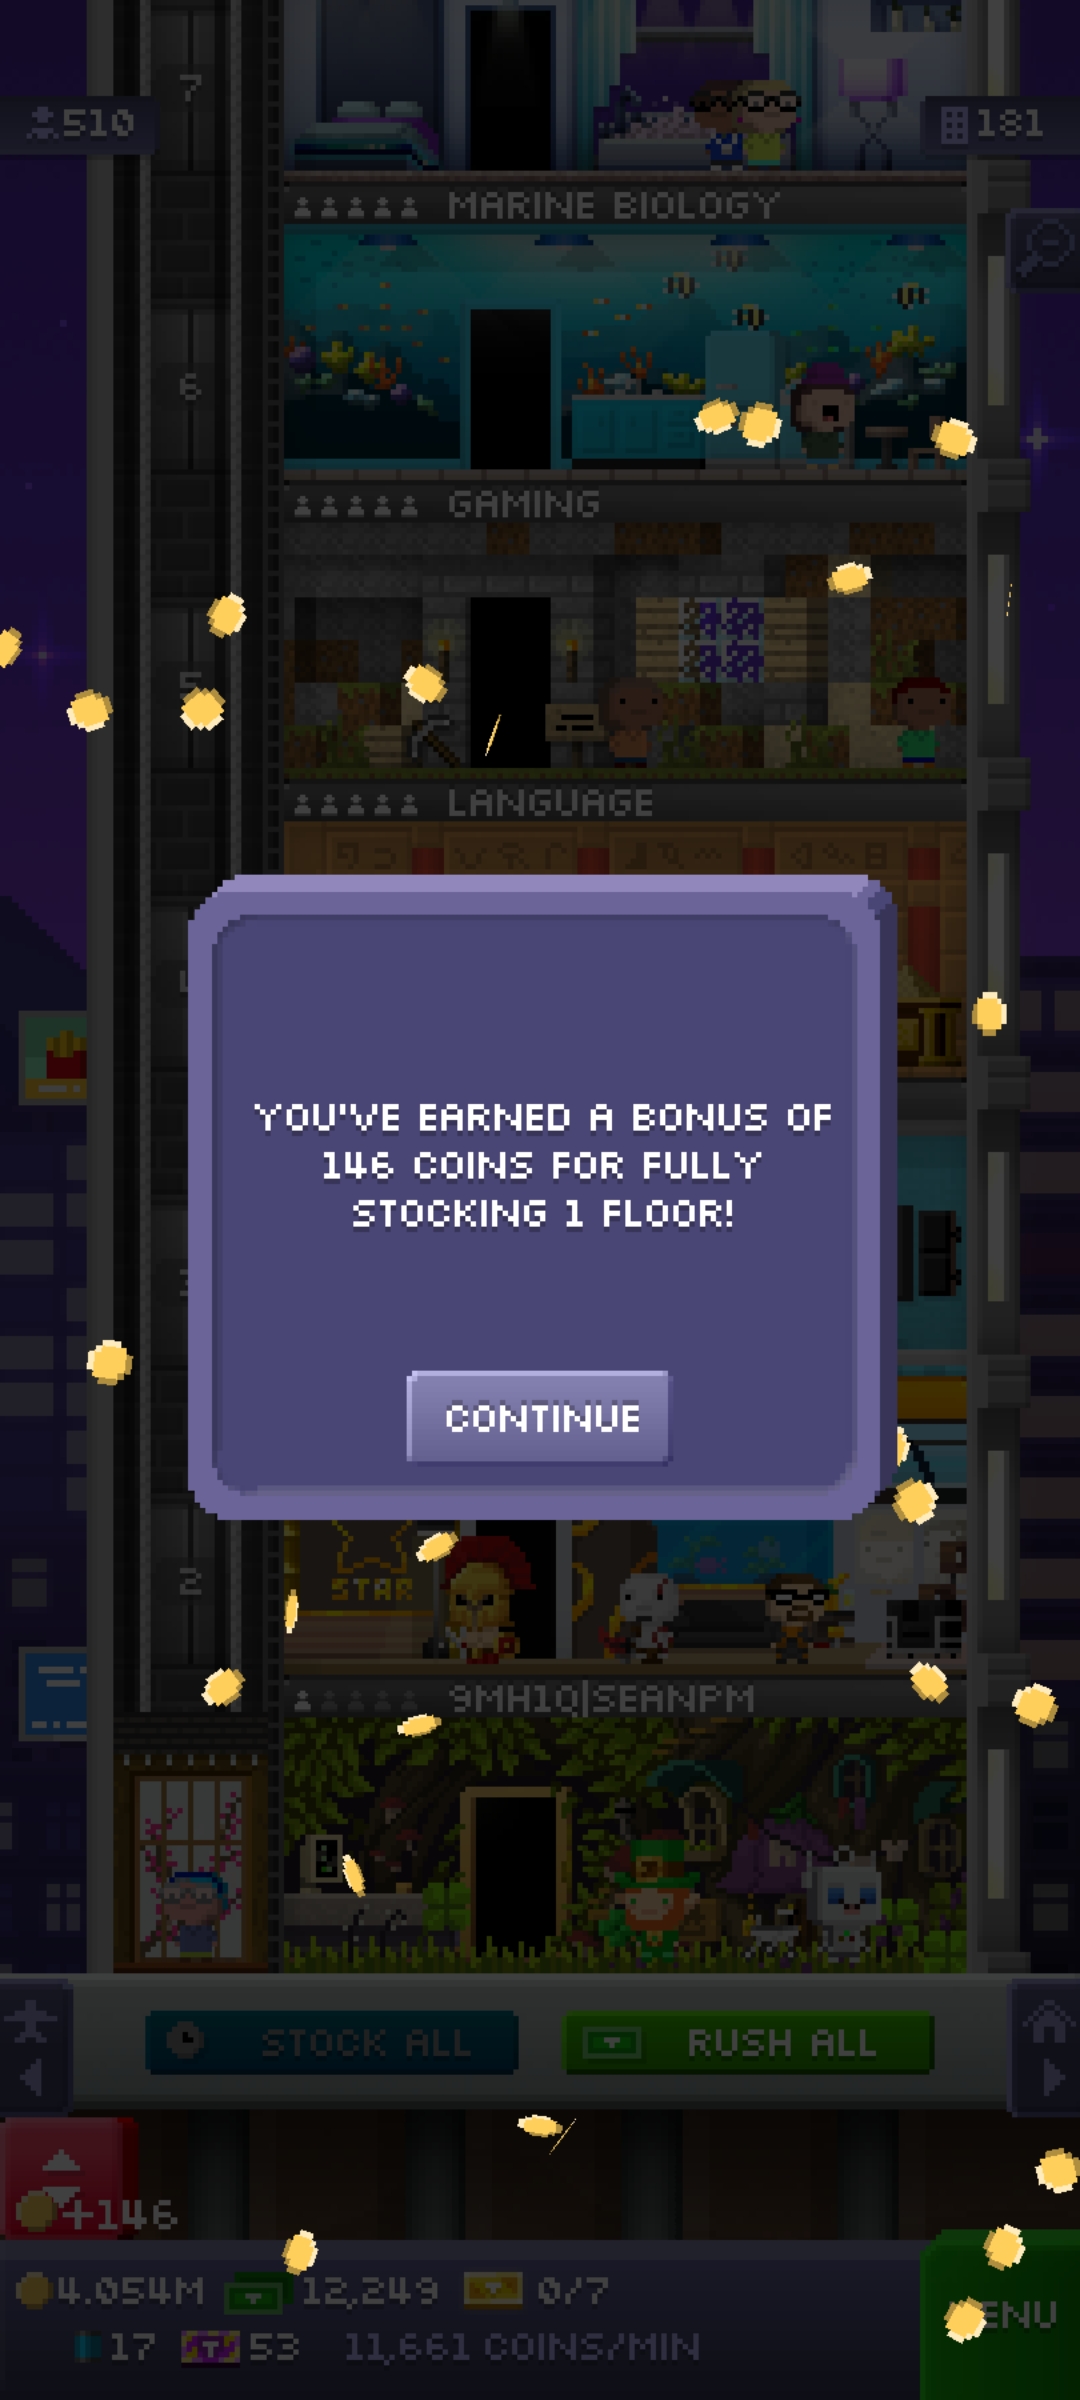 7
510
181
MARINE BIOLOGY
6
GAMING
5
LANGUAGE
YOU'VE EARNED A BONUS OF
146 COINS FOR FULLY
STOCKING 1 FLOOR!
CONTINUE
STAR
2
9MH1Q|SEANPM
STOCK ALL
RUSH ALL
+146
4.054M 12,249 0/7
17 53 11,661 COINS/MIN
ENU